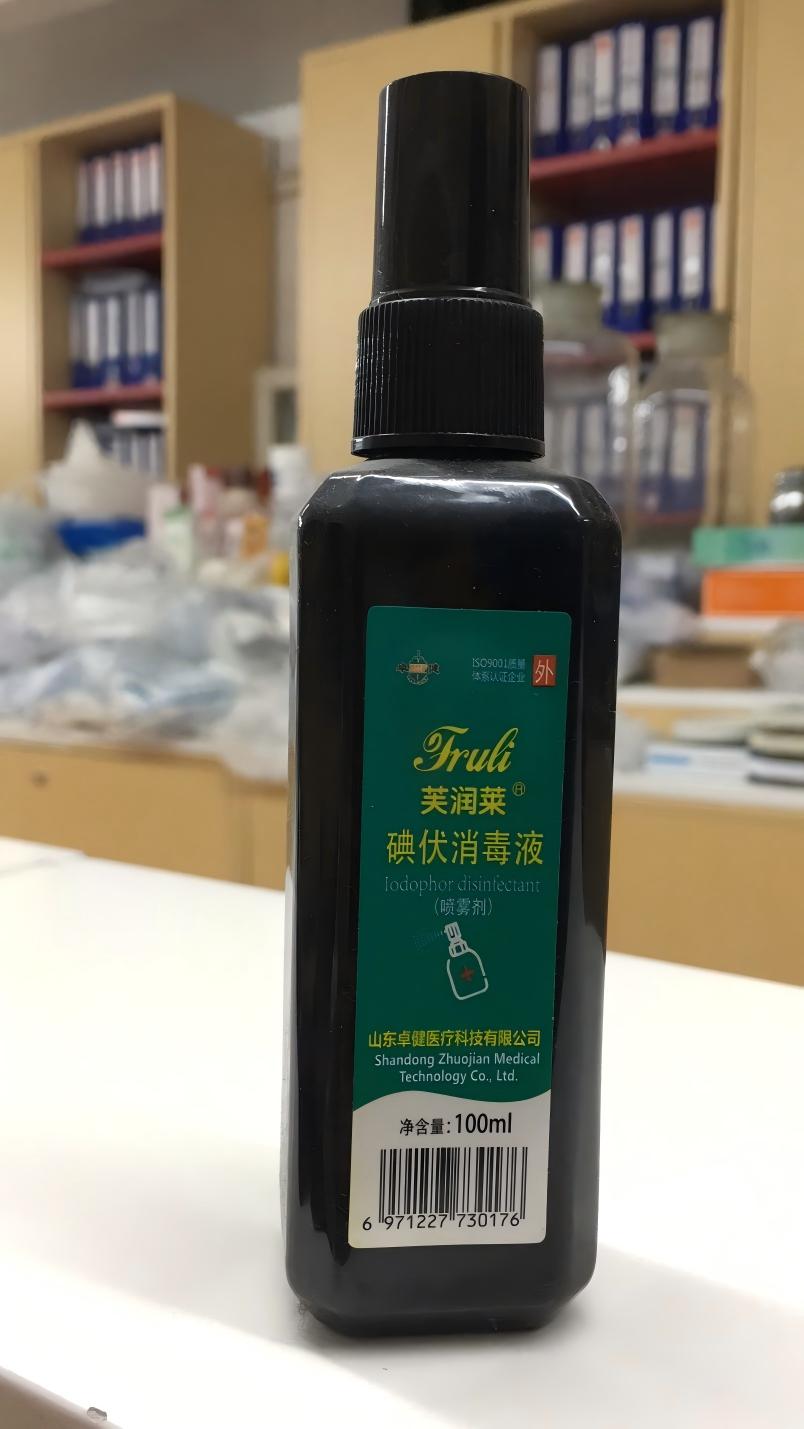 ISO9001质量
体系认证企业
外
Fruli
芙润莱®
碘伏消毒液
Iodophor disinfectant
(喷雾剂)
山东卓健医疗科技有限公司
Shandong Zhuojian Medical
Technology Co., Ltd.
净含量:100ml
6 971227 730176